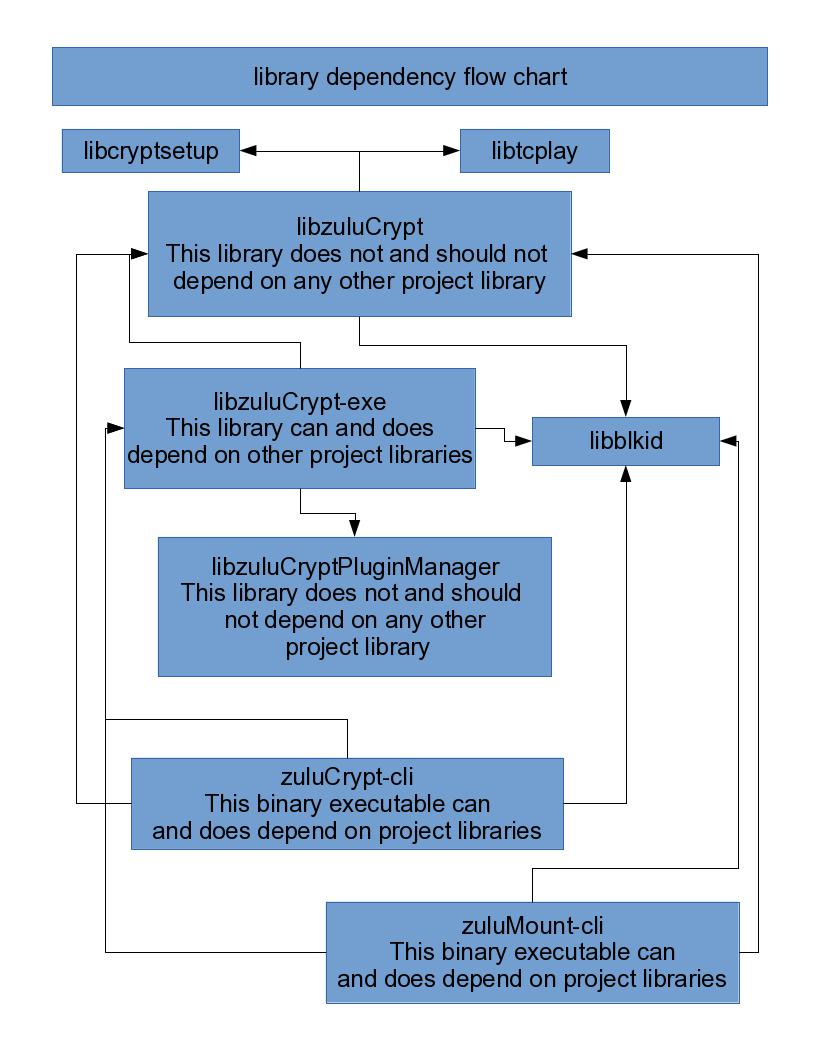 library dependency flow chart
libcryptsetup
libtcplay
libzuluCrypt
This library does not and should not
depend on any other project library
libzuluCrypt-exe
This library can and does
depend on other project libraries
libblkid
libzuluCryptPluginManager
This library does not and should
not depend on any other
project library
zuluCrypt-cli
This binary executable can
and does depend on project libraries
zuluMount-cli
This binary executable can
and does depend on project libraries